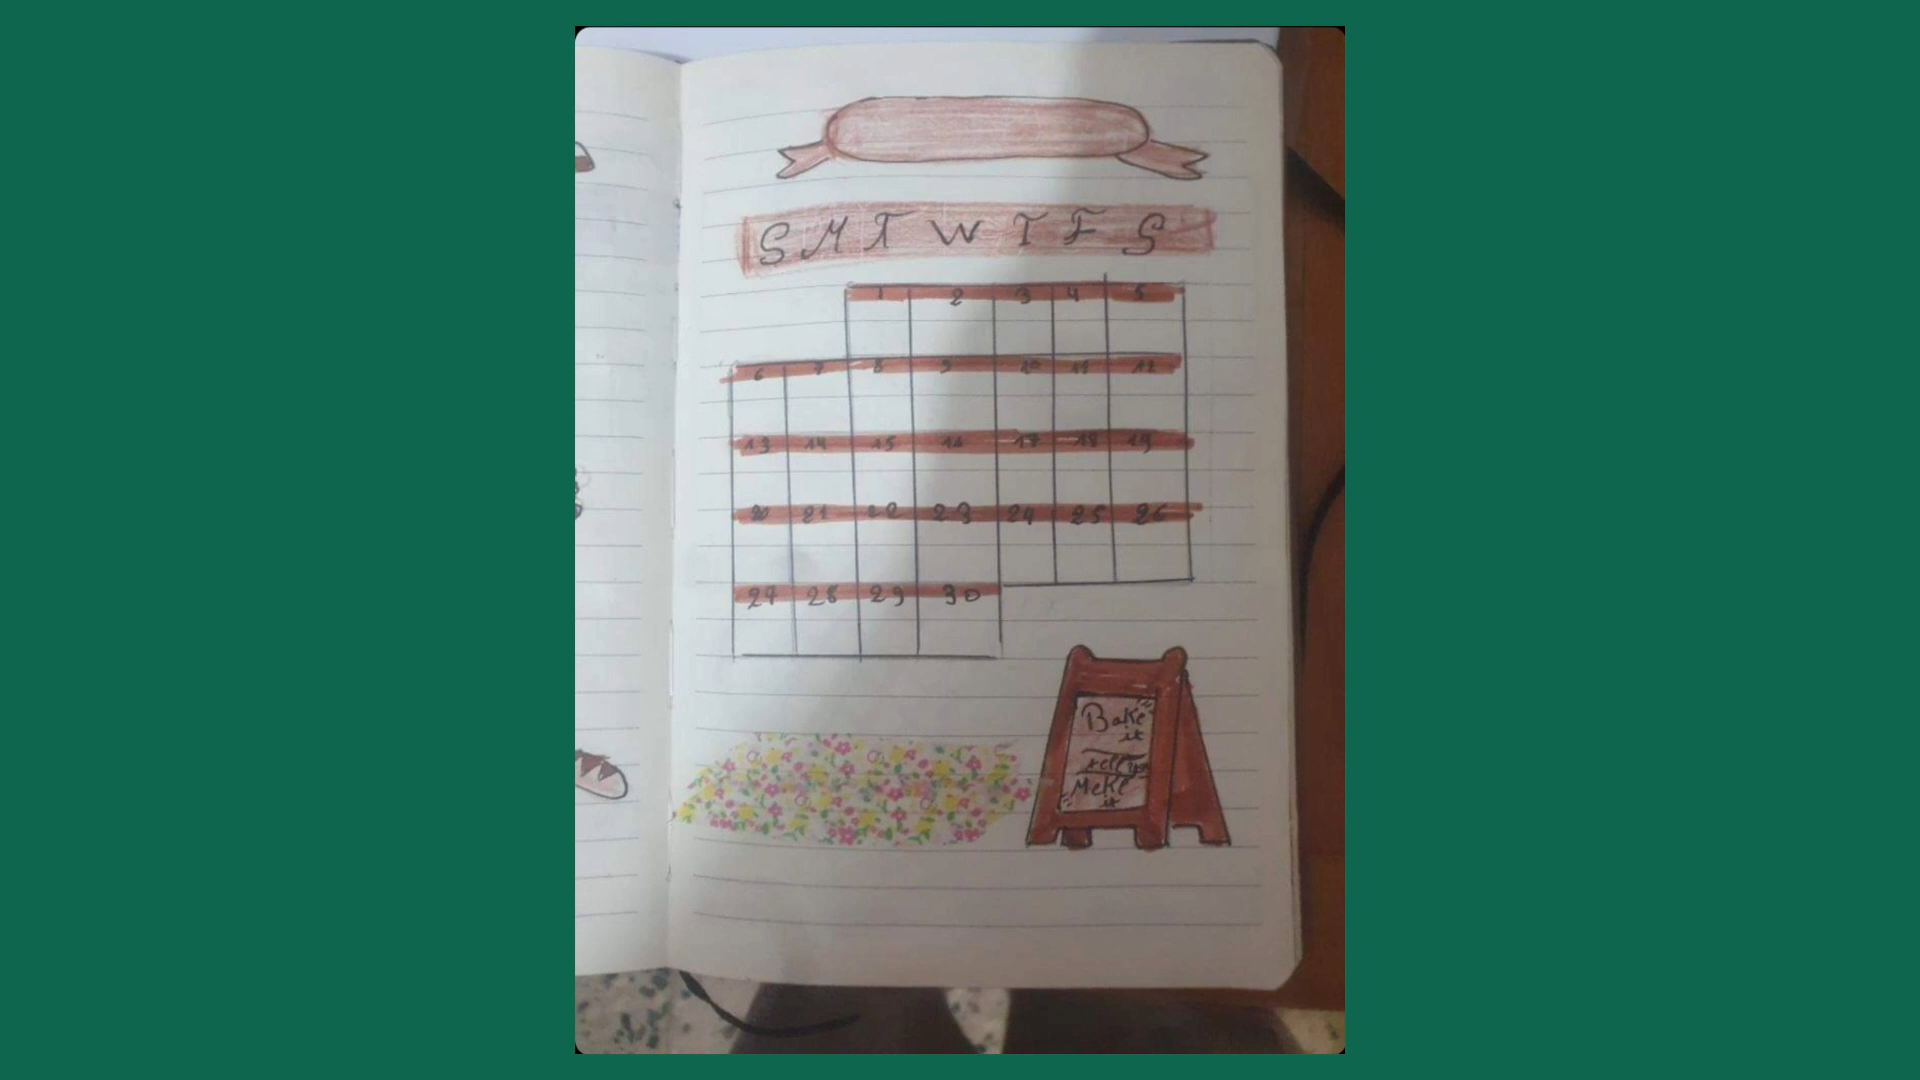 S M T W T F S
1 2 3 4 5
6 7 8 9 10 11 12
13 14 15 16 17 18 19
20 21 22 23 24 25 26
27 28 29 30
Bake
it
Meke
it